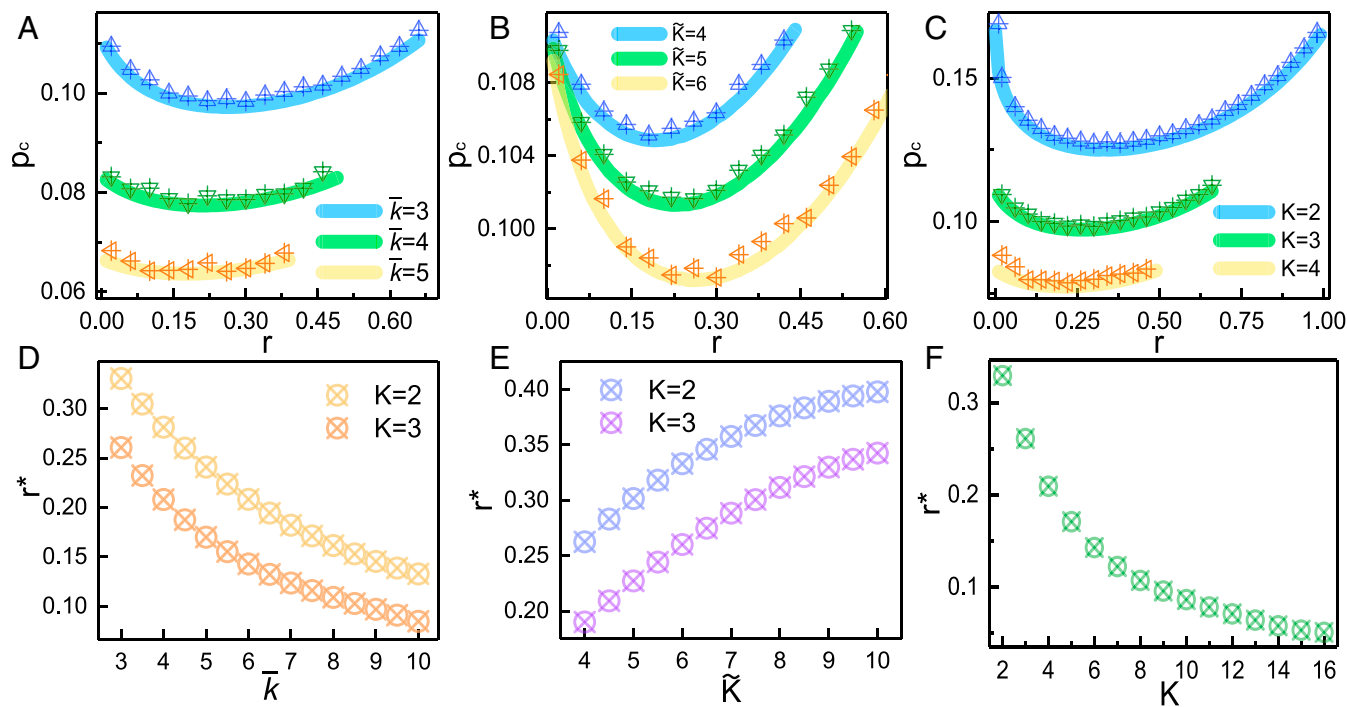 A
0.10
0.08
0.06
p_c
k̅=3
k̅=4
k̅=5
0.00 0.15 0.30 0.45 0.60
r
B
0.108
0.104
0.100
p_c
K̃=4
K̃=5
K̃=6
0.00 0.15 0.30 0.45 0.60
r
C
0.15
0.10
p_c
K=2
K=3
K=4
0.00 0.25 0.50 0.75 1.00
r
D
0.30
0.25
0.20
0.15
0.10
r*
K=2
K=3
3 4 5 6 7 8 9 10
k̅
E
0.40
0.35
0.30
0.25
0.20
r*
K=2
K=3
4 5 6 7 8 9 10
K̃
F
0.3
0.2
0.1
r*
2 4 6 8 10 12 14 16
K